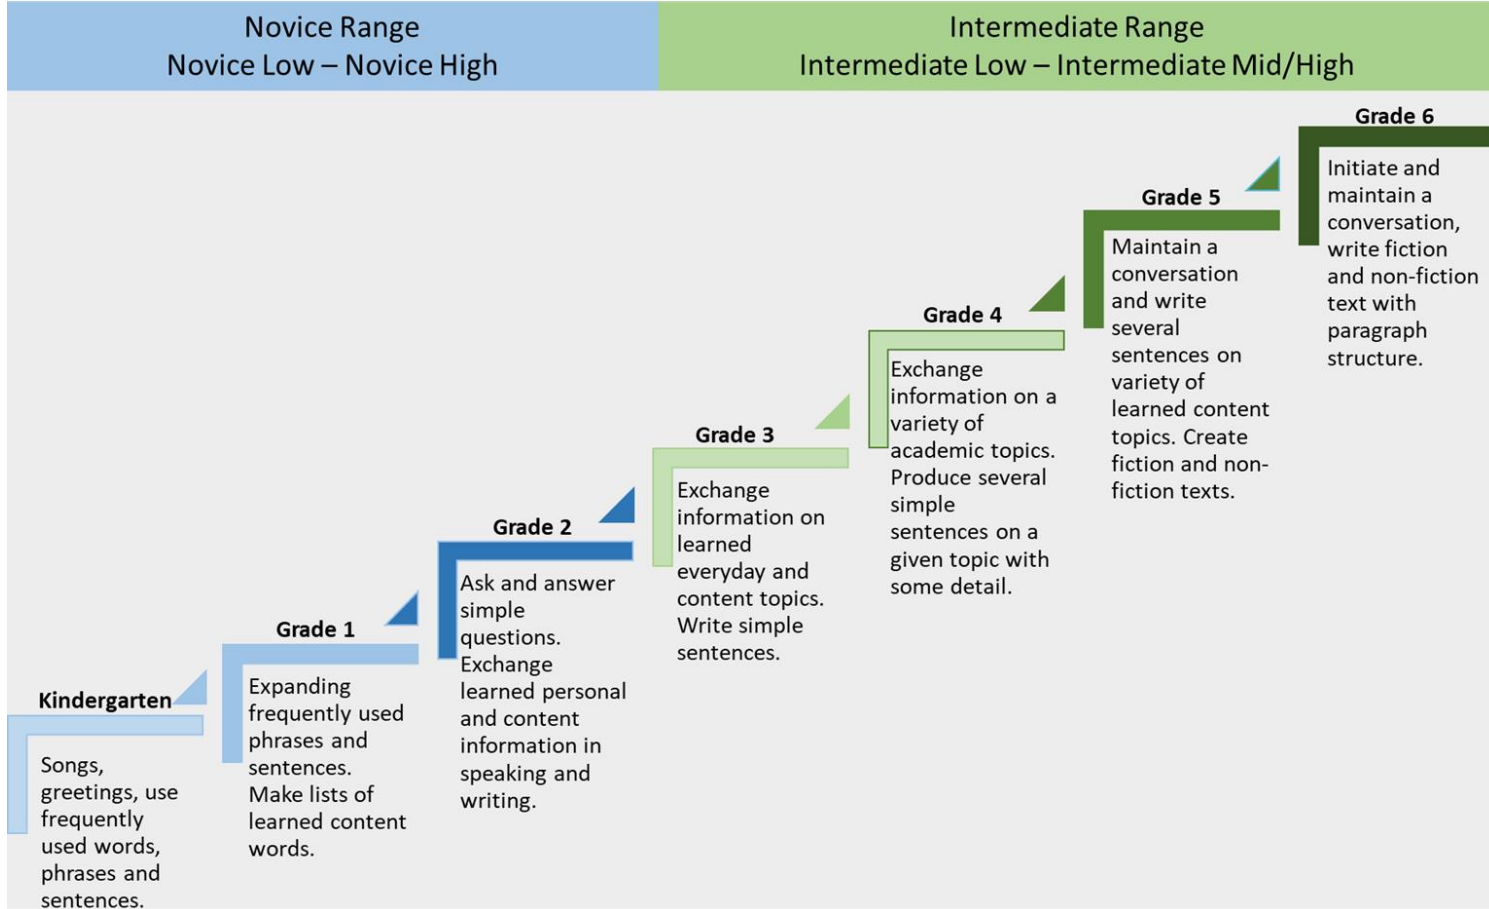 Novice Range
Novice Low – Novice High
Intermediate Range
Intermediate Low – Intermediate Mid/High
Kindergarten
Songs,
greetings, use
frequently
used words,
phrases and
sentences.
Grade 1
Expanding
frequently used
phrases and
sentences.
Make lists of
learned content
words.
Grade 2
Ask and answer
simple
questions.
Exchange
learned personal
and content
information in
speaking and
writing.
Grade 3
Exchange
information on
learned
everyday and
content topics.
Write simple
sentences.
Grade 4
Exchange
information on a
variety of
academic topics.
Produce several
simple
sentences on a
given topic with
some detail.
Grade 5
Maintain a
conversation
and write
several
sentences on
variety of
learned content
topics. Create
fiction and non-
fiction texts.
Grade 6
Initiate and
maintain a
conversation,
write fiction
and non-fiction
text with
paragraph
structure.